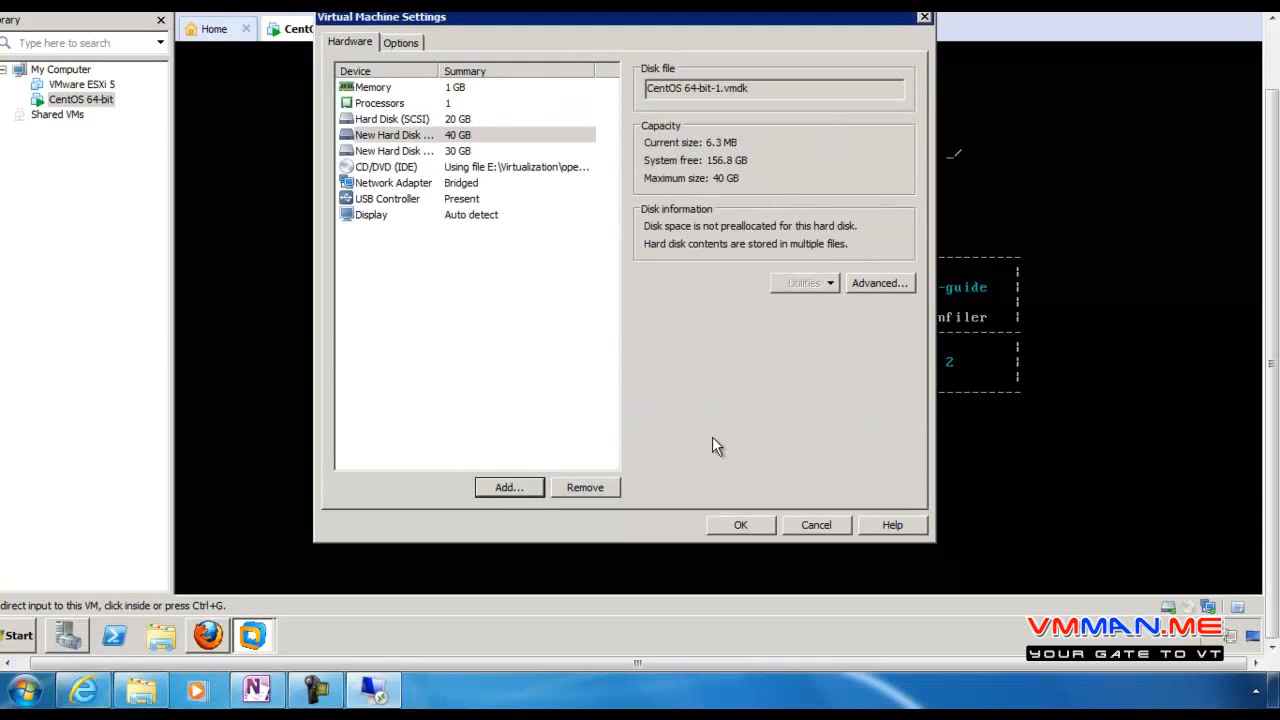 Virtual Machine Settings
rary
Home
CentO
Type here to search
Hardware
Options
My Computer
VMware ESXi 5
CentOS 64-bit
Shared VMs
Device
Summary
Memory
1 GB
Processors
1
Hard Disk (SCSI)
20 GB
New Hard Disk ...
40 GB
New Hard Disk ...
30 GB
CD/DVD (IDE)
Using file E:\Virtualization\ope...
Network Adapter
Bridged
USB Controller
Present
Display
Auto detect
Disk file
CentOS 64-bit-1.vmdk
Capacity
Current size: 6.3 MB
System free: 156.8 GB
Maximum size: 40 GB
Disk information
Disk space is not preallocated for this hard disk.
Hard disk contents are stored in multiple files.
Utilities
Advanced...
-guide
nfiler
2
Add...
Remove
OK
Cancel
Help
direct input to this VM, click inside or press Ctrl+G.
Start
VMMAN.ME
YOUR GATE TO VT